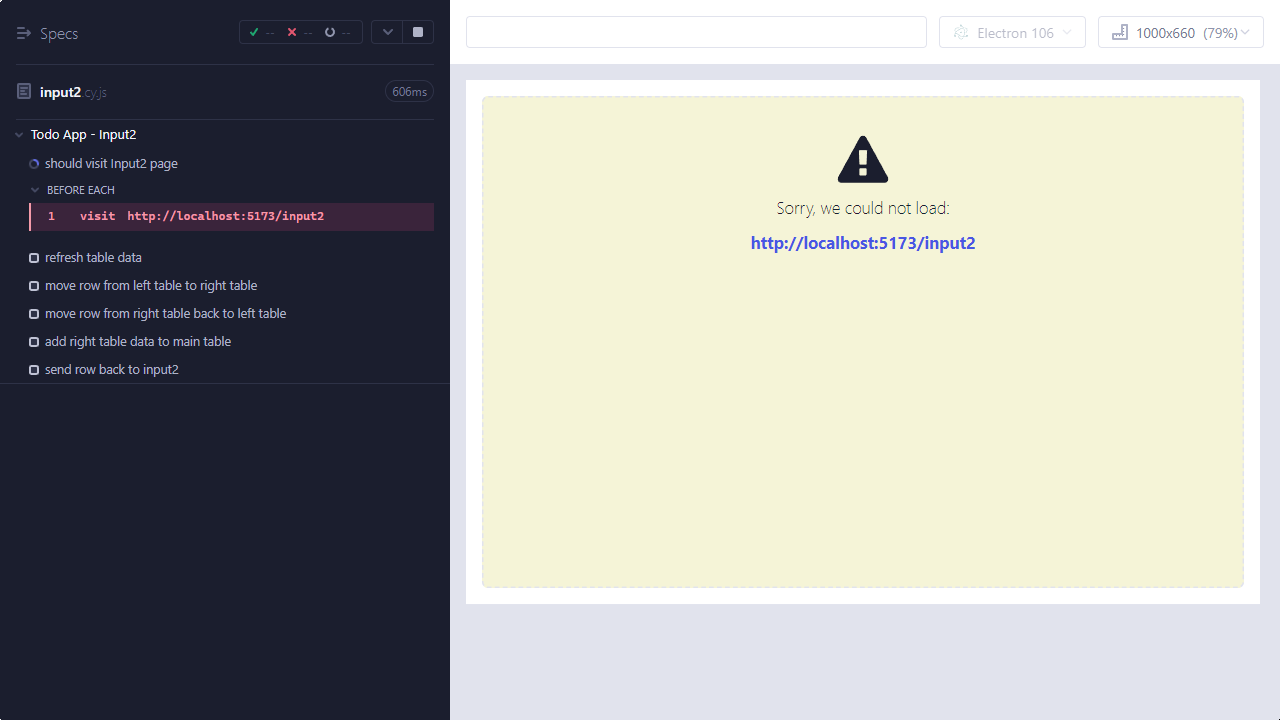 Specs
-- -- --
input2.cy.js
606ms
Todo App - Input2
should visit Input2 page
BEFORE EACH
1 visit http://localhost:5173/input2
refresh table data
move row from left table to right table
move row from right table back to left table
add right table data to main table
send row back to input2
Electron 106
1000x660 (79%)
Sorry, we could not load:
http://localhost:5173/input2